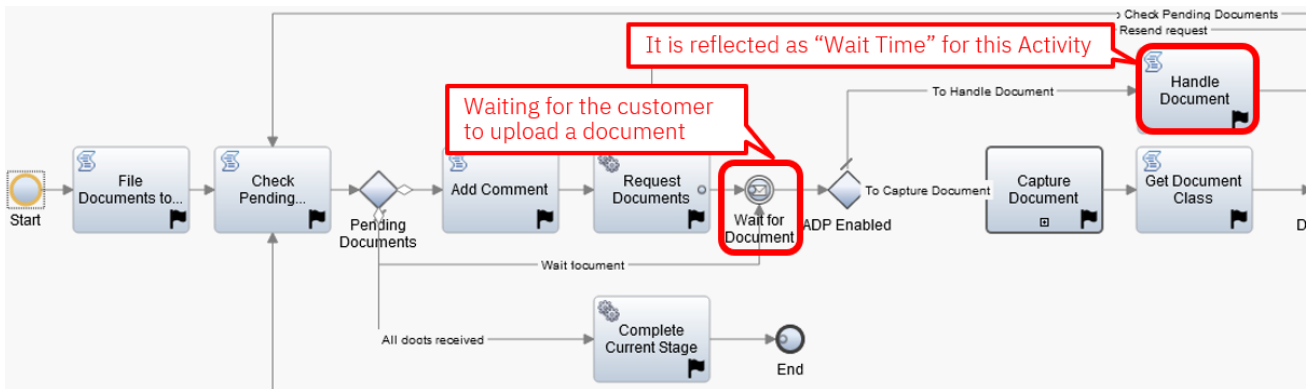 Check Pending Documents
Resend request
It is reflected as “Wait Time” for this Activity
Handle
Document
To Handle Document
Waiting for the customer
to upload a document
Start
File
Documents to...
Check
Pending...
Pending
Documents
Add Comment
Request
Documents
Wait for
Document
ADP Enabled
To Capture Document
Capture
Document
Get Document
Class
D
Wait focument
All doots received
Complete
Current Stage
End